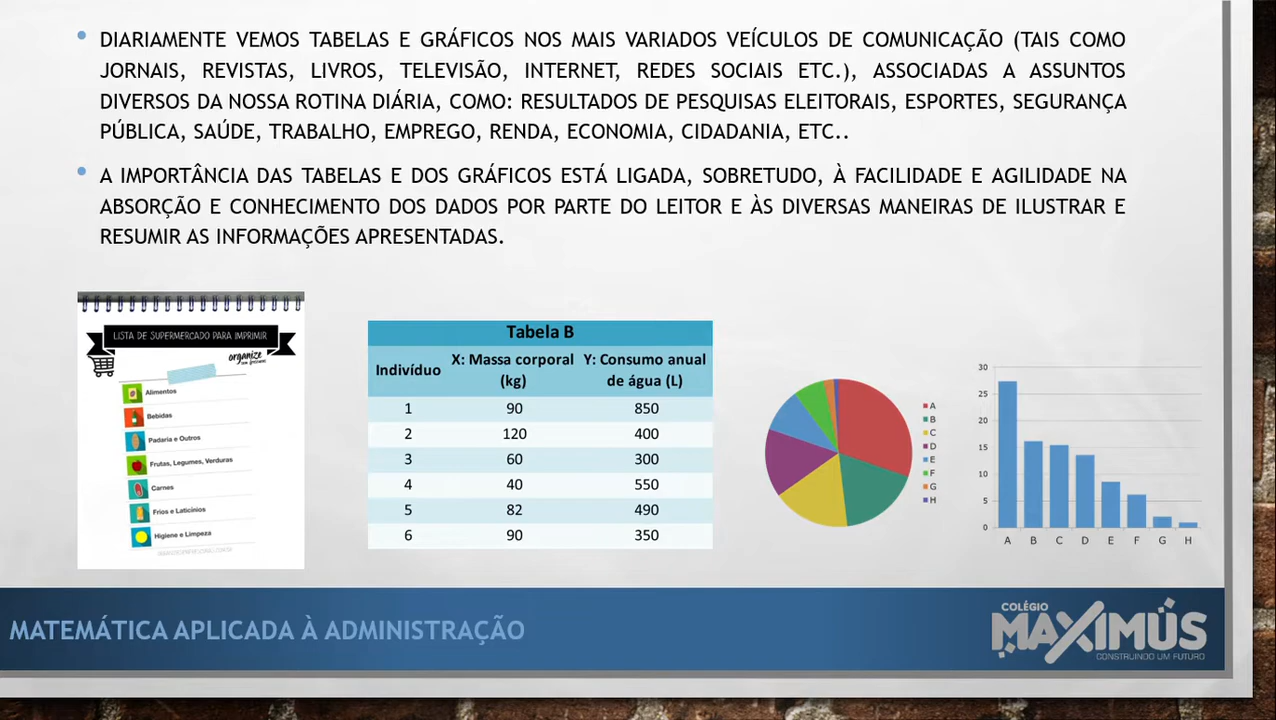 DIARIAMENTE VEMOS TABELAS E GRÁFICOS NOS MAIS VARIADOS VEÍCULOS DE COMUNICAÇÃO (TAIS COMO
JORNAIS, REVISTAS, LIVROS, TELEVISÃO, INTERNET, REDES SOCIAIS ETC.), ASSOCIADAS A ASSUNTOS
DIVERSOS DA NOSSA ROTINA DIÁRIA, COMO: RESULTADOS DE PESQUISAS ELEITORAIS, ESPORTES, SEGURANÇA
PÚBLICA, SAÚDE, TRABALHO, EMPREGO, RENDA, ECONOMIA, CIDADANIA, ETC..
A IMPORTÂNCIA DAS TABELAS E DOS GRÁFICOS ESTÁ LIGADA, SOBRETUDO, À FACILIDADE E AGILIDADE NA
ABSORÇÃO E CONHECIMENTO DOS DADOS POR PARTE DO LEITOR E ÀS DIVERSAS MANEIRAS DE ILUSTRAR E
RESUMIR AS INFORMAÇÕES APRESENTADAS.
LISTA DE SUPERMERCADO PARA IMPRIMIR
organize
Alimentos
Bebidas
Padaria e Outros
Frutas, Legumes, Verduras
Carnes
Frios e Laticínios
Higiene e Limpeza
Tabela B
Indivíduo X: Massa corporal (kg) Y: Consumo anual de água (L)
1 90 850
2 120 400
3 60 300
4 40 550
5 82 490
6 90 350
A
B
C
D
E
F
G
H
30
25
20
15
10
5
0
A B C D E F G H
MATEMÁTICA APLICADA À ADMINISTRAÇÃO
COLÉGIO
MAXIMÚS
CONSTRUINDO UM FUTURO